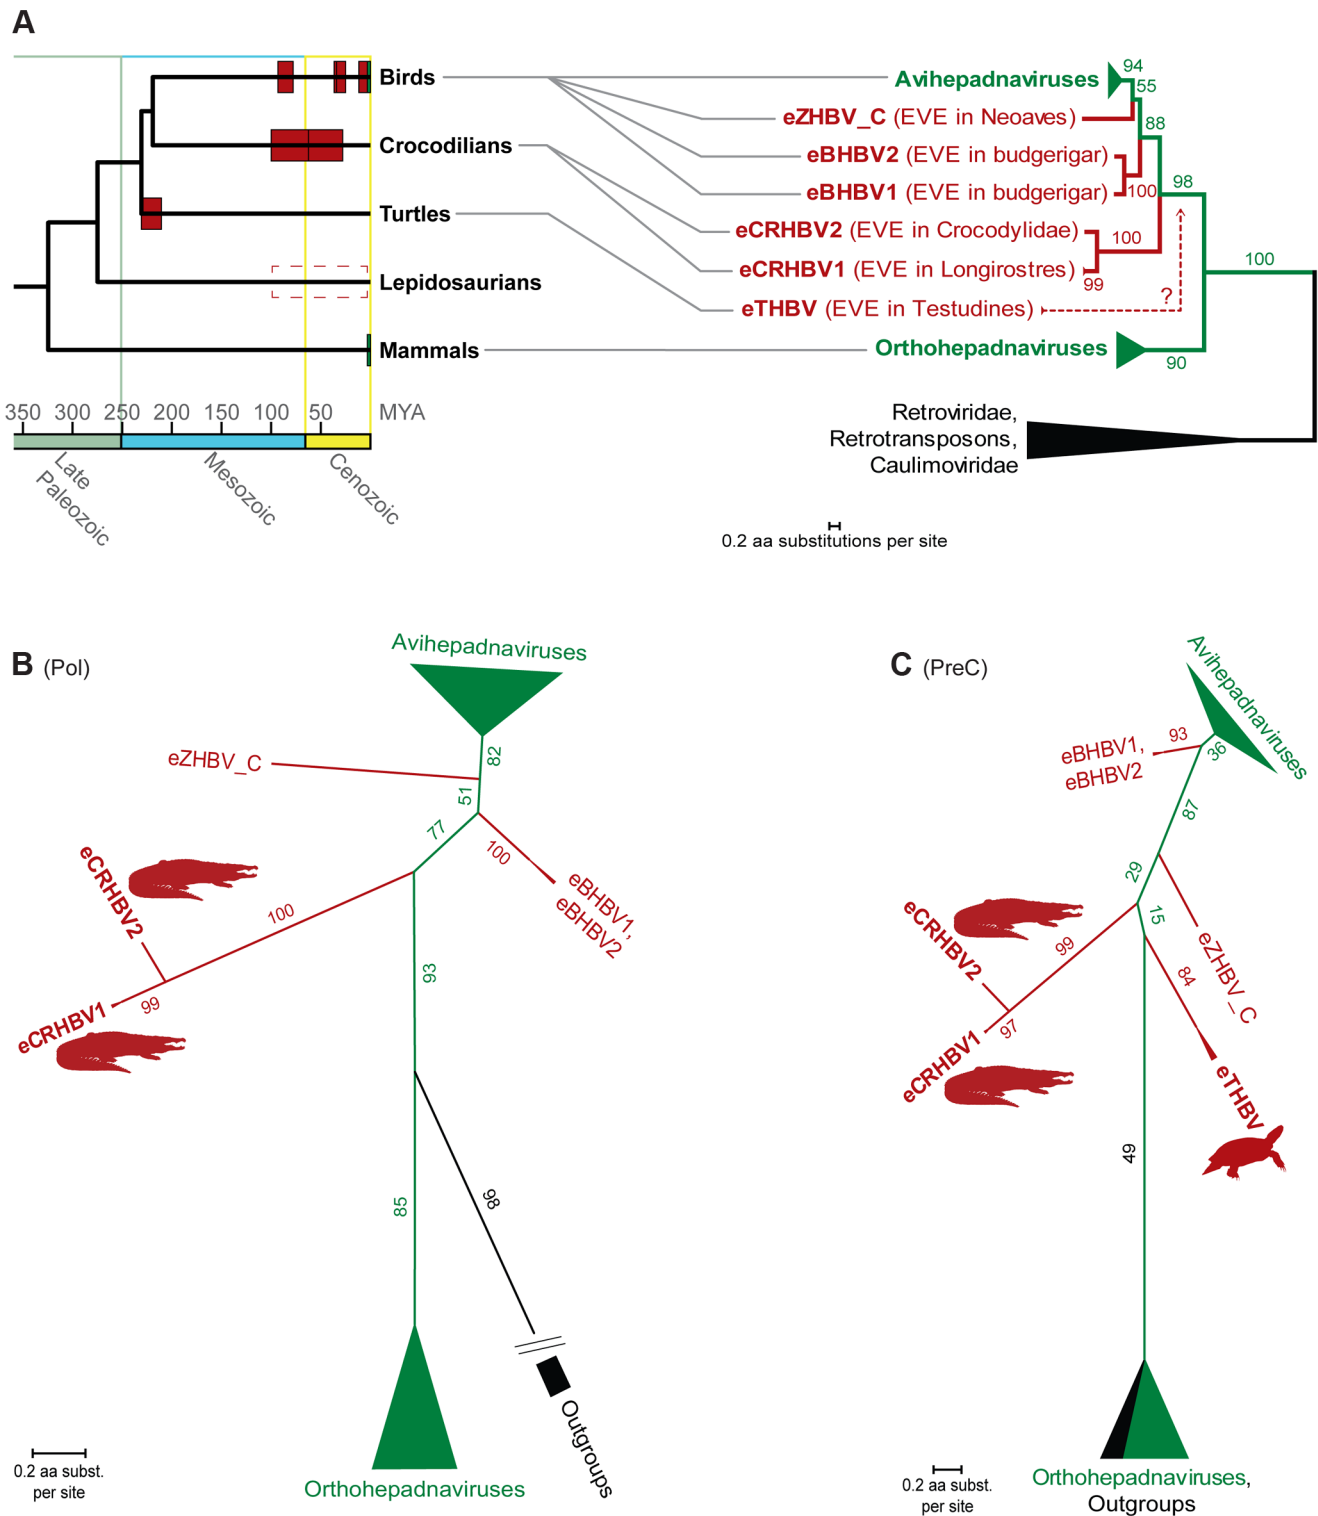 A
Birds
Crocodilians
Turtles
Lepidosaurians
Mammals
350 300 250 200 150 100 50 MYA
Late
Paleozoic
Mesozoic
Cenozoic
Avihepadnaviruses
eZHBV_C (EVE in Neoaves)
eBHBV2 (EVE in budgerigar)
eBHBV1 (EVE in budgerigar)
eCRHBV2 (EVE in Crocodylidae)
eCRHBV1 (EVE in Longirostres)
eTHBV (EVE in Testudines)
Orthohepadnaviruses
Retroviridae,
Retrotransposons,
Caulimoviridae
94
55
88
100
98
100
99
?
90
100
0.2 aa substitutions per site
B (Pol)
Avihepadnaviruses
82
eZHBV_C
51
77
100
eBHBV1,
eBHBV2
eCRHBV2
100
99
eCRHBV1
93
85
98
Outgroups
Orthohepadnaviruses
0.2 aa subst.
per site
C (PreC)
Avihepadnaviruses
93
36
eBHBV1,
eBHBV2
87
29
15
eCRHBV2
99
97
eCRHBV1
eZHBV_C
84
eTHBV
49
Orthohepadnaviruses,
Outgroups
0.2 aa subst.
per site